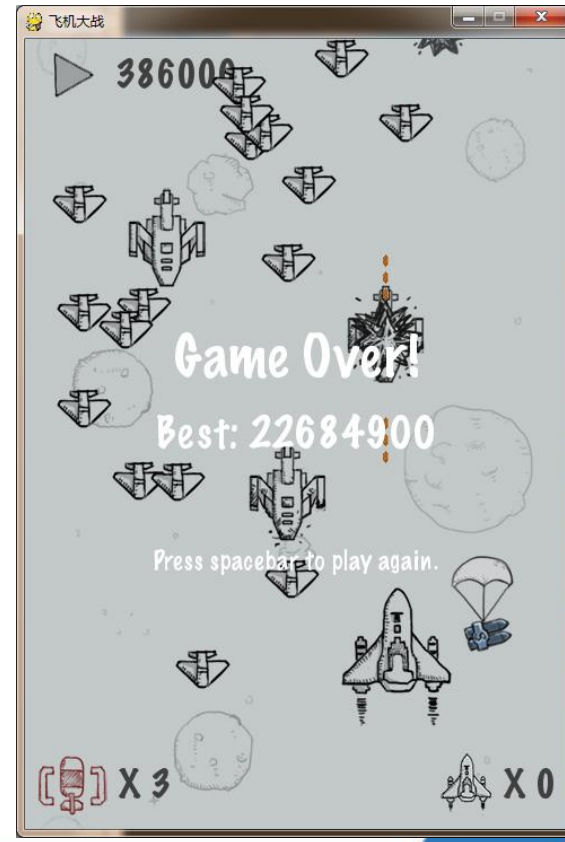 飞机大战
386000
Game Over!
Best: 22684900
Press spacebar to play again.
X 3
X 0